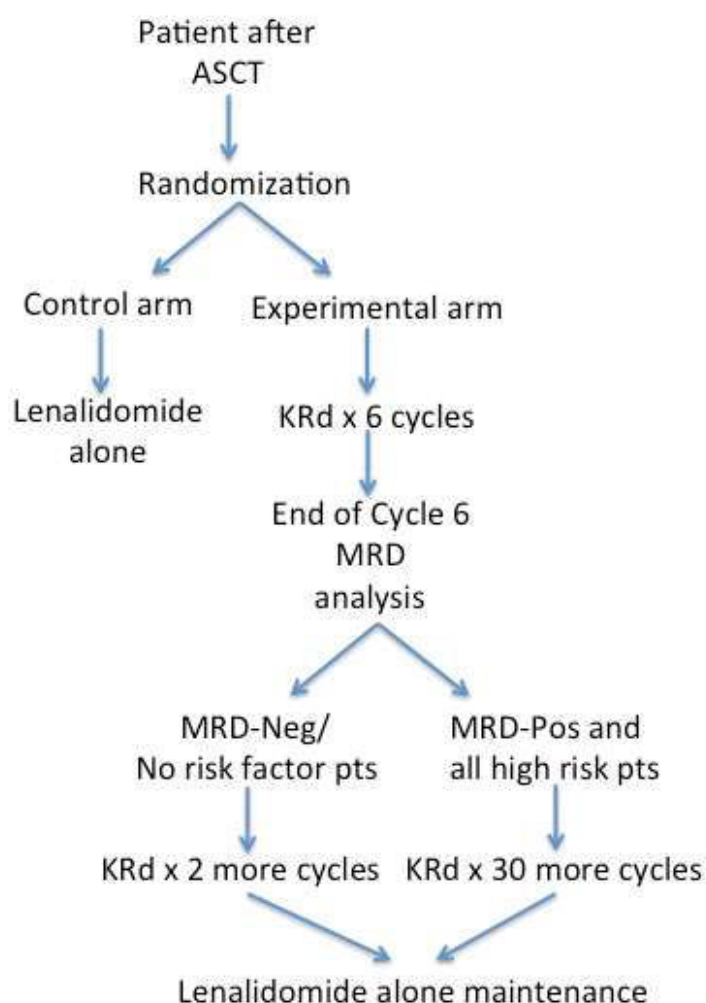 Patient after
ASCT
Randomization
Control arm
Experimental arm
Lenalidomide
alone
KRd x 6 cycles
End of Cycle 6
MRD
analysis
MRD-Neg/
No risk factor pts
MRD-Pos and
all high risk pts
KRd x 2 more cycles
KRd x 30 more cycles
Lenalidomide alone maintenance